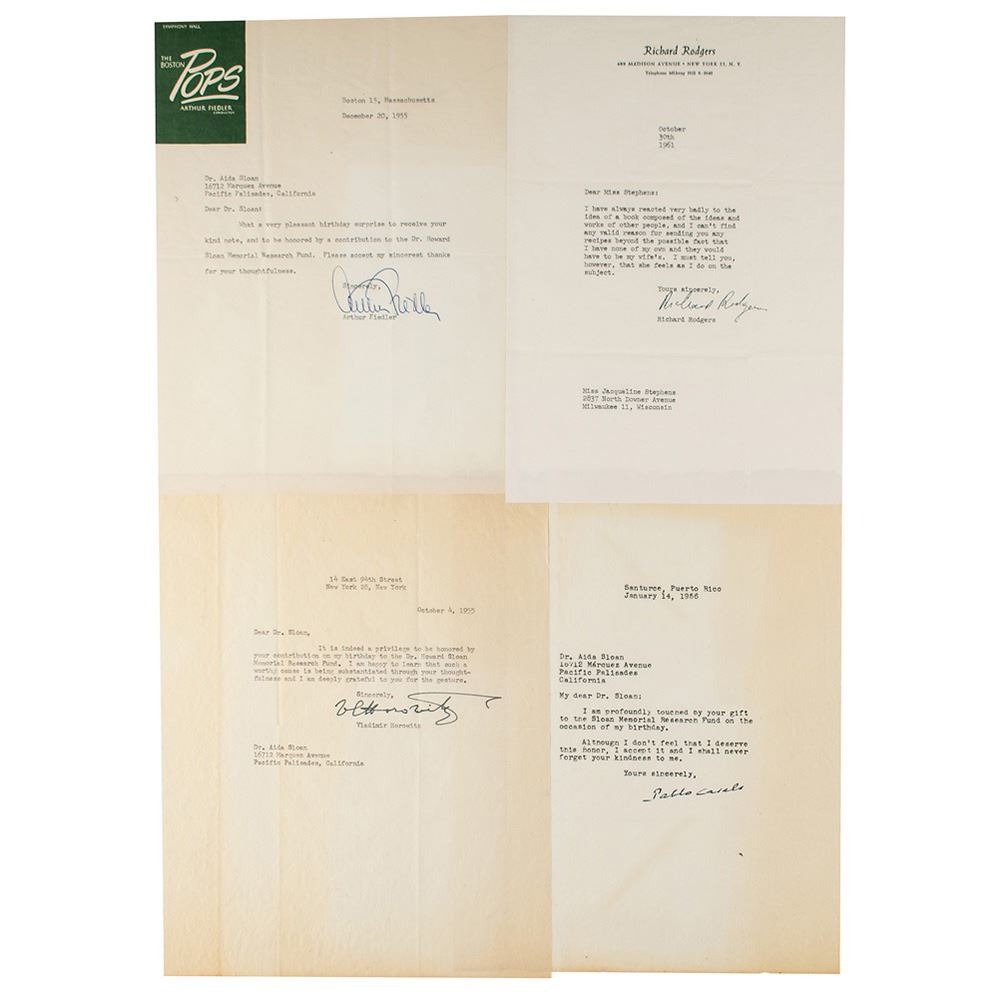 SYMPHONY HALL
THE
BOSTON
POPS
ARTHUR FIEDLER
CONDUCTOR
Boston 15, Massachusetts
December 20, 1955
Dr. Aida Sloan
16712 Marquez Avenue
Pacific Palisades, California
Dear Dr. Sloan:
What a very pleasant birthday surprise to receive your
kind note, and to be honored by a contribution to the Dr. Howard
Sloan Memorial Research Fund. Please accept my sincerest thanks
for your thoughtfulness.
Sincerely,
Arthur Fiedler
Arthur Fiedler
Richard Rodgers
MADISON AVENUE • NEW YORK 22, N. Y.
Telephone MUrray Hill 8-3640
October
30th
1961
Dear Miss Stephens:
I have always reacted very badly to the
idea of a book composed of the ideas and
works of other people, and I can't find
any valid reason for sending you any
recipes beyond the possible fact that
I have none of my own and they would
have to be my wife's. I must tell you,
however, that she feels as I do on the
subject.
Yours sincerely,
Richard Rodgers
Richard Rodgers
Miss Jacqueline Stephens
2837 North Downer Avenue
Milwaukee 11, Wisconsin
14 East 94th Street
New York 28, New York
October 4, 1955
Dear Dr. Sloan,
It is indeed a privilege to be honored by
your contribution on my birthday to the Dr. Howard Sloan
Memorial Research Fund. I am happy to learn that such a
worthy cause is being substantiated through your thought-
fulness and I am deeply grateful to you for the gesture.
Sincerely,
Vladimir Horowitz
Dr. Aida Sloan
16712 Marquez Avenue
Pacific Palisades, California
Santurce, Puerto Rico
January 14, 1956
Dr. Aida Sloan
16712 Márquez Avenue
Pacific Palisades
California
My dear Dr. Sloan:
I am profoundly touched by your gift
to the Sloan Memorial Research Fund on the
occasion of my birthday.
Although I don't feel that I deserve
this honor, I accept it and I shall never
forget your kindness to me.
Yours sincerely,
Pablo Casals